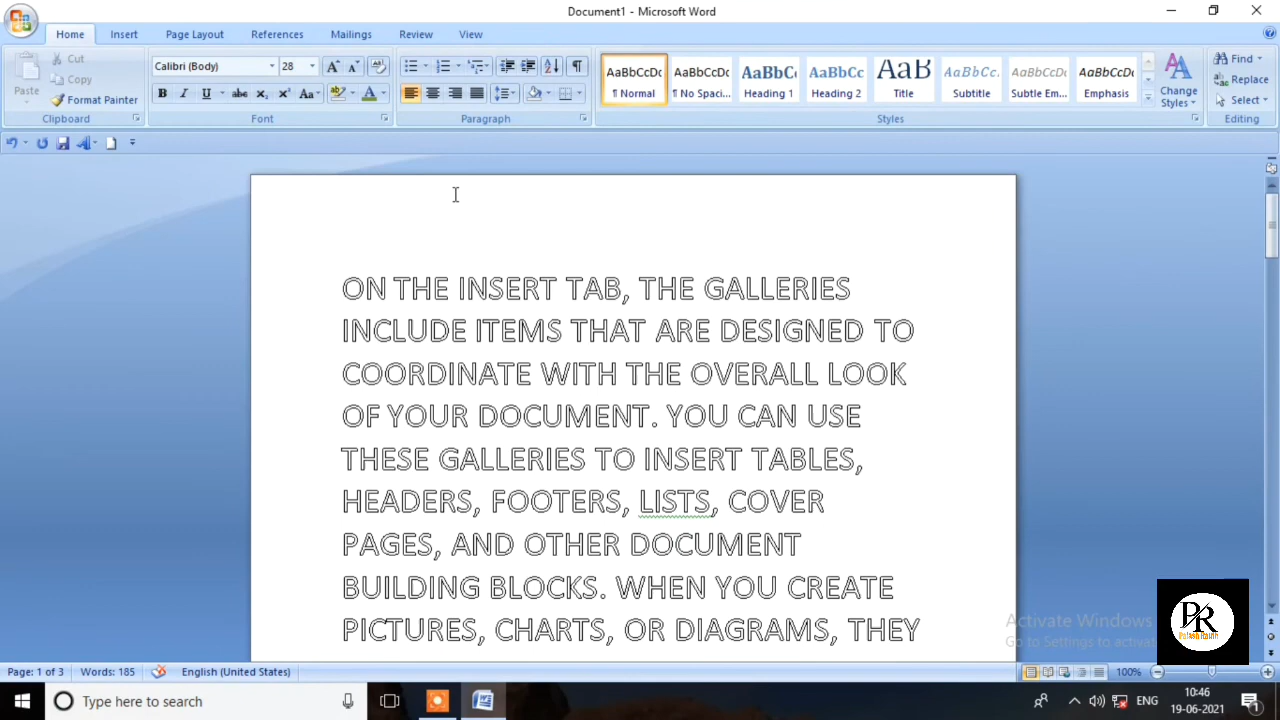 Document1 - Microsoft Word
Home Insert Page Layout References Mailings Review View
Paste
Cut
Copy
Format Painter
Clipboard
Calibri (Body) 28
Font
Paragraph
AaBbCcDc AaBbCcDc AaBbCc AaBbCc AaB AaBbCc. AaBbCcDc AaBbCcDc
¶ Normal ¶ No Spaci... Heading 1 Heading 2 Title Subtitle Subtle Em... Emphasis
Change Styles
Styles
Find
Replace
Select
Editing
ON THE INSERT TAB, THE GALLERIES
INCLUDE ITEMS THAT ARE DESIGNED TO
COORDINATE WITH THE OVERALL LOOK
OF YOUR DOCUMENT. YOU CAN USE
THESE GALLERIES TO INSERT TABLES,
HEADERS, FOOTERS, LISTS, COVER
PAGES, AND OTHER DOCUMENT
BUILDING BLOCKS. WHEN YOU CREATE
PICTURES, CHARTS, OR DIAGRAMS, THEY
Activate Windows
Go to Settings to activate
PR
Page: 1 of 3 Words: 185 English (United States) 100%
Type here to search
ENG
10:46
19-06-2021